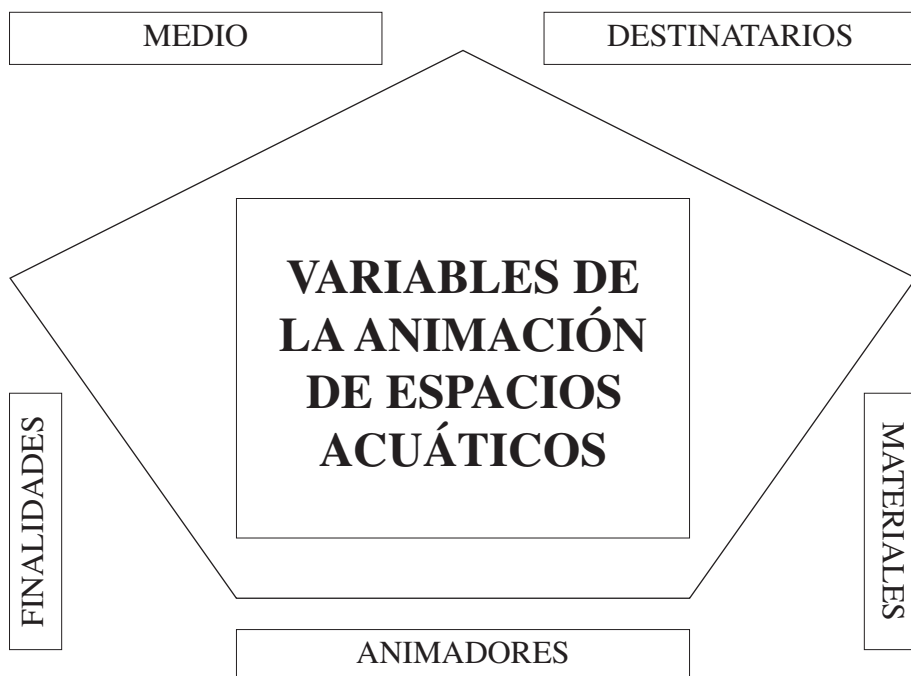 MEDIO
DESTINATARIOS
VARIABLES DE
LA ANIMACIÓN
DE ESPACIOS
ACUÁTICOS
FINALIDADES
MATERIALES
ANIMADORES